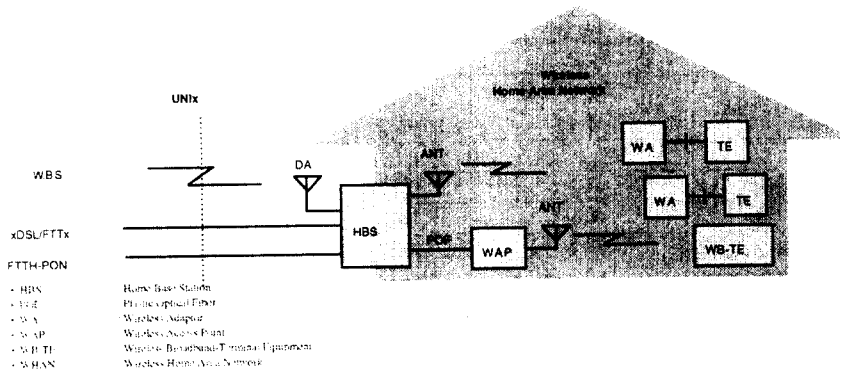 Wireless
Home Area Network
UNIx
DA
ANT
WBS
WA
TE
ANT
WA
TE
xDSL/FTTx
HBS
POF
WAP
WB-TE
FTTH-PON
• HBS Home Base Station
• POF Plastic Optical Fiber
• WA Wireless Adaptor
• WAP Wireless Access Point
• WB-TE Wireless Broadband-Terminal Equipment
• WHAN Wireless Home Area Network